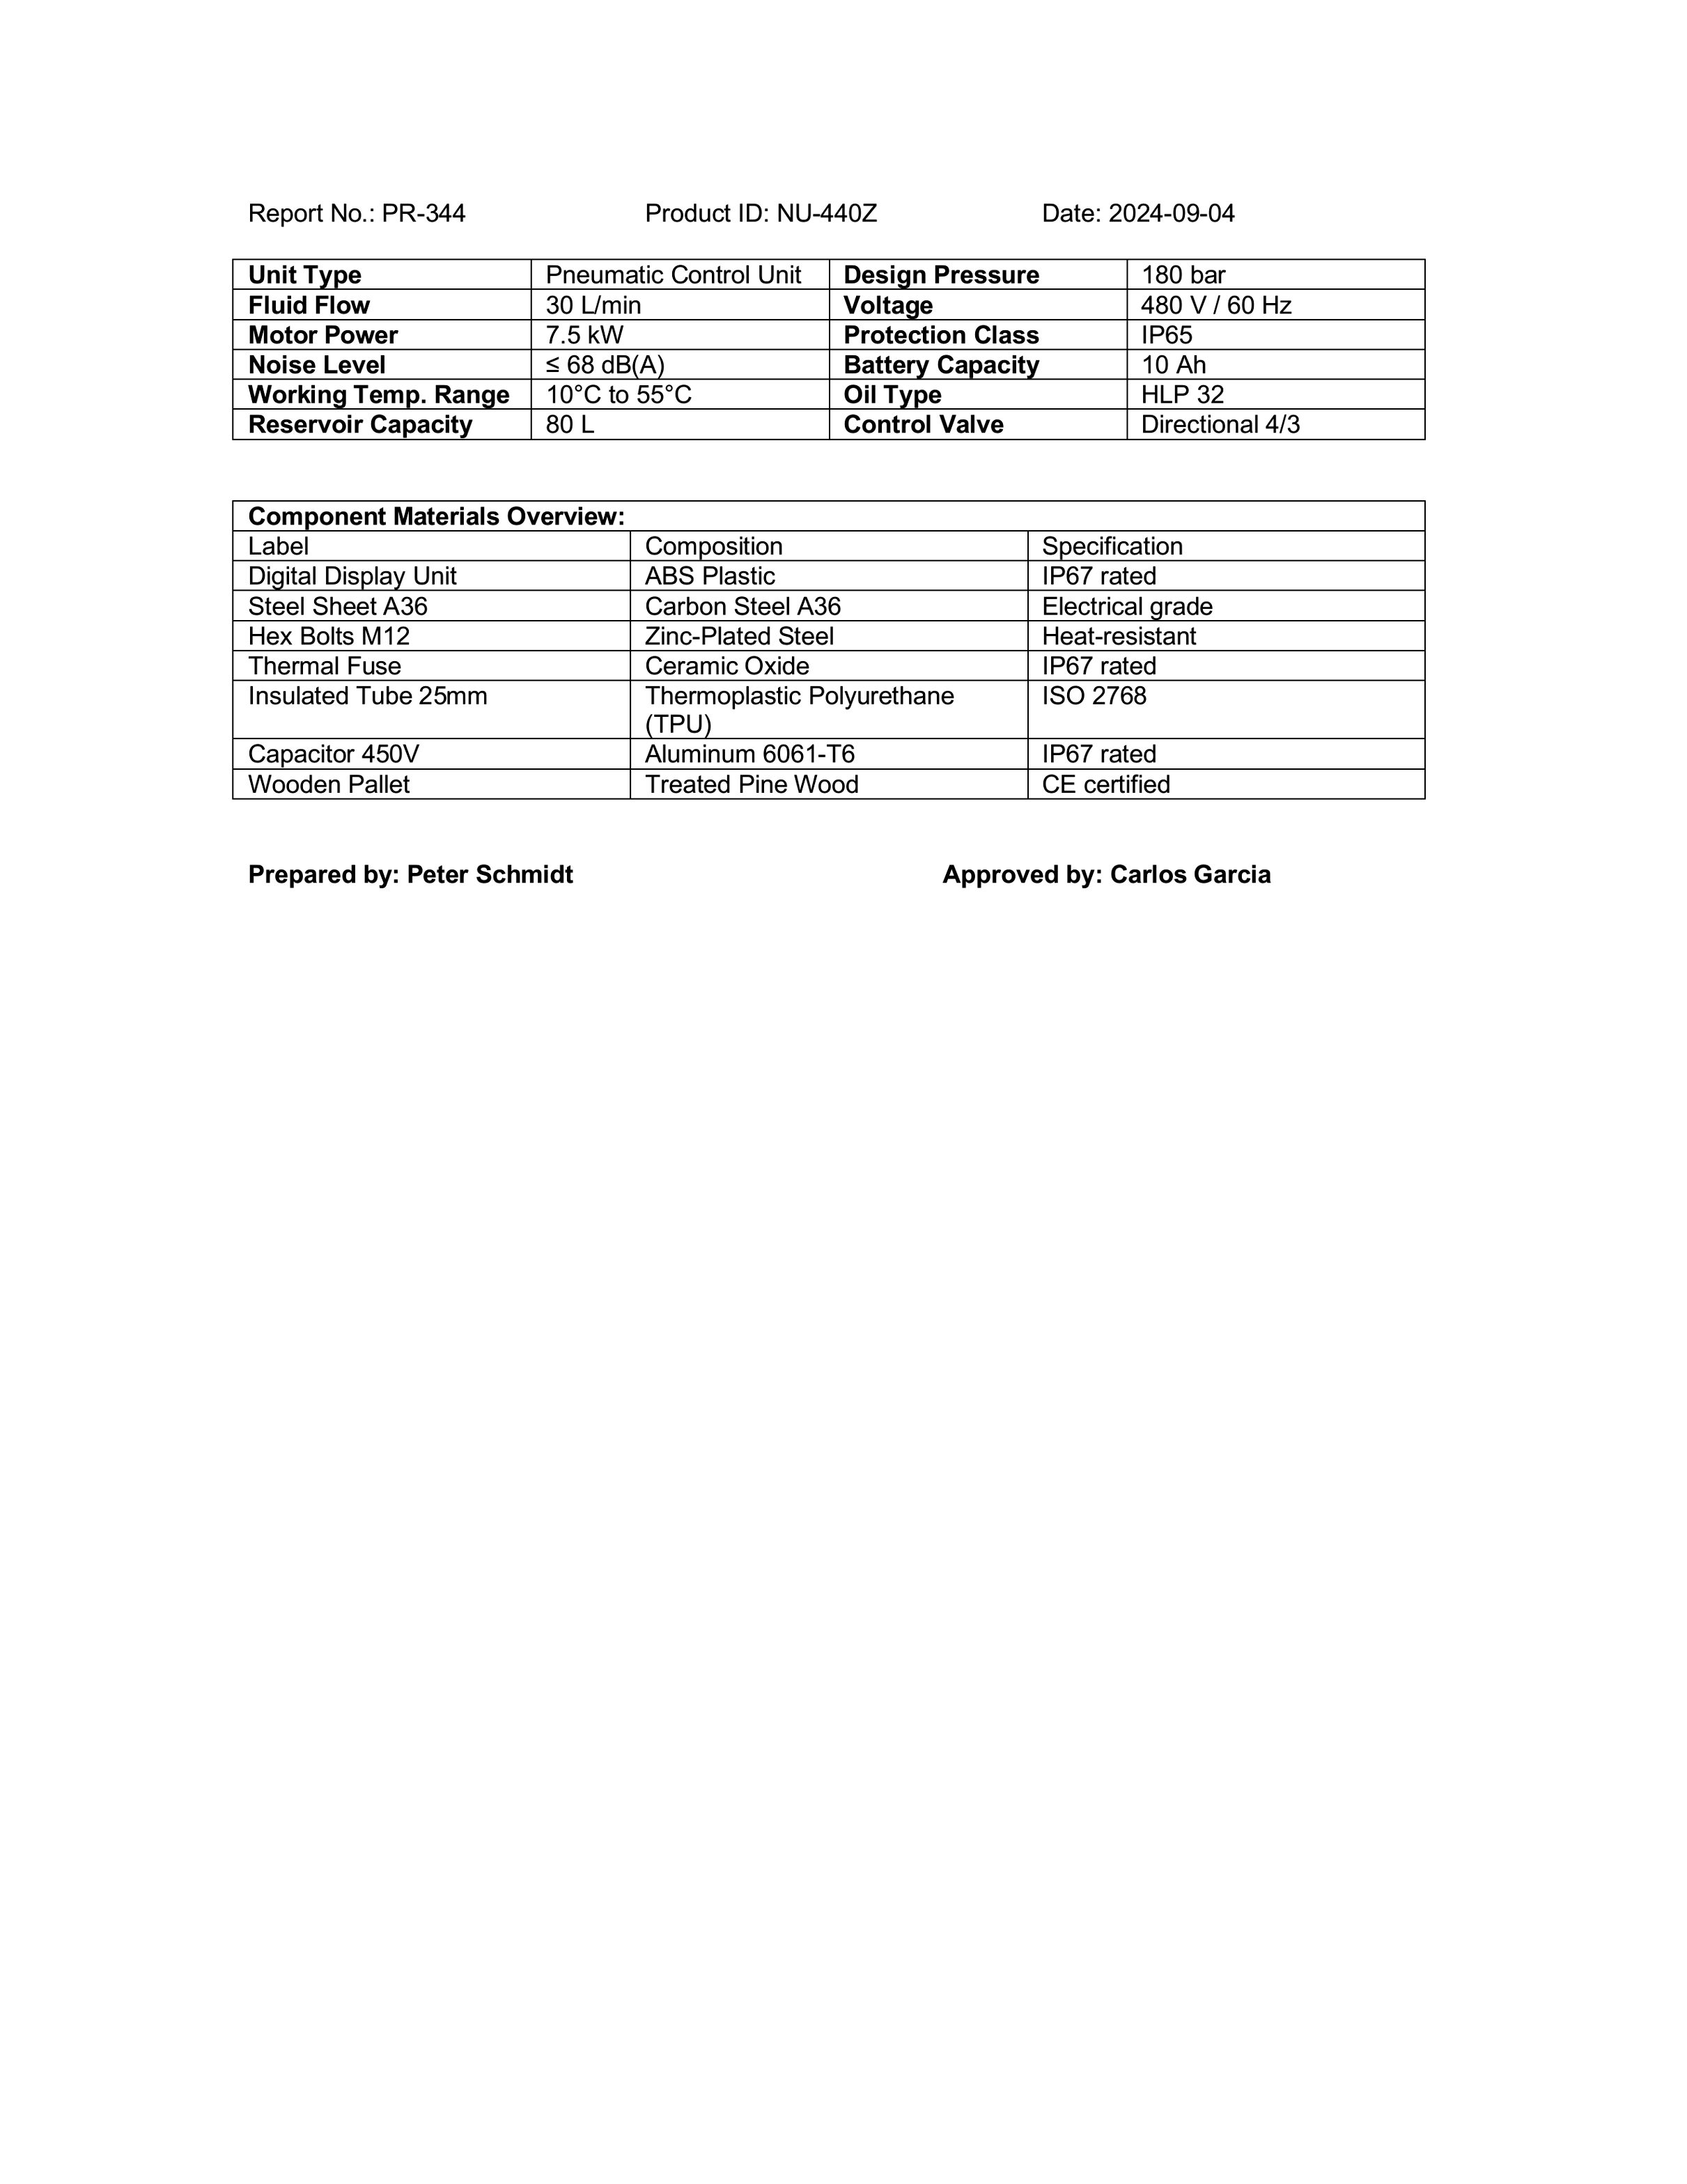 Report No.: PR-344 Product ID: NU-440Z Date: 2024-09-04
Unit Type Pneumatic Control Unit Design Pressure 180 bar
Fluid Flow 30 L/min Voltage 480 V / 60 Hz
Motor Power 7.5 kW Protection Class IP65
Noise Level ≤ 68 dB(A) Battery Capacity 10 Ah
Working Temp. Range 10°C to 55°C Oil Type HLP 32
Reservoir Capacity 80 L Control Valve Directional 4/3
Component Materials Overview:
Label Composition Specification
Digital Display Unit ABS Plastic IP67 rated
Steel Sheet A36 Carbon Steel A36 Electrical grade
Hex Bolts M12 Zinc-Plated Steel Heat-resistant
Thermal Fuse Ceramic Oxide IP67 rated
Insulated Tube 25mm Thermoplastic Polyurethane ISO 2768
(TPU)
Capacitor 450V Aluminum 6061-T6 IP67 rated
Wooden Pallet Treated Pine Wood CE certified
Prepared by: Peter Schmidt Approved by: Carlos Garcia